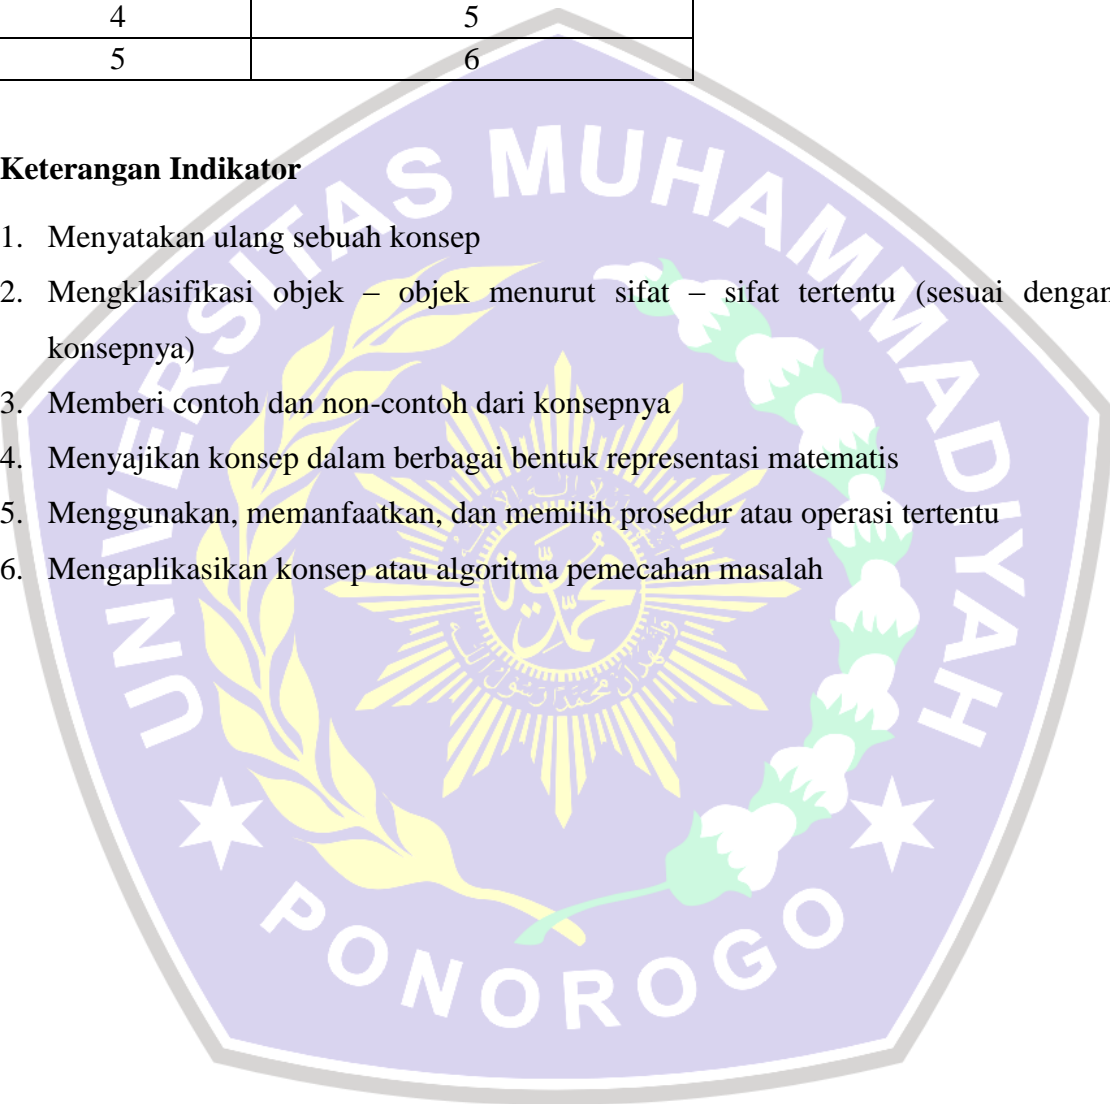 4 5
5 6
Keterangan Indikator
1. Menyatakan ulang sebuah konsep
2. Mengklasifikasi objek – objek menurut sifat – sifat tertentu (sesuai dengan
konsepnya)
3. Memberi contoh dan non-contoh dari konsepnya
4. Menyajikan konsep dalam berbagai bentuk representasi matematis
5. Menggunakan, memanfaatkan, dan memilih prosedur atau operasi tertentu
6. Mengaplikasikan konsep atau algoritma pemecahan masalah
UNIVERSITAS MUHAMMADIYAH
PONOROGO
محمدية